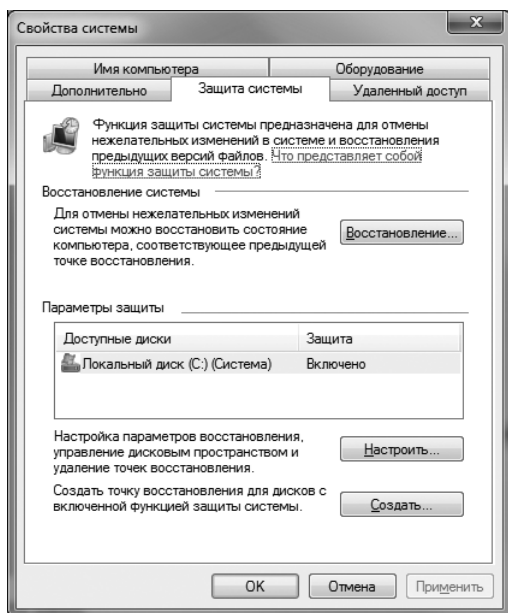 Свойства системы
x
Имя компьютера Оборудование
Дополнительно Защита системы Удаленный доступ
Функция защиты системы предназначена для отмены
нежелательных изменений в системе и восстановления
предыдущих версий файлов. Что представляет собой
функция защиты системы?
Восстановление системы
Для отмены нежелательных изменений
системы можно восстановить состояние
компьютера, соответствующее предыдущей
точке восстановления.
Восстановление...
Параметры защиты
Доступные диски Защита
Локальный диск (C:) (Система) Включено
Настройка параметров восстановления,
управление дисковым пространством и
удаление точек восстановления.
Настроить...
Создать точку восстановления для дисков с
включенной функцией защиты системы.
Создать...
OK Отмена Применить